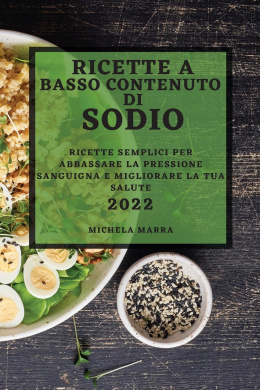 RICETTE A
BASSO CONTENUTO
DI
SODIO
RICETTE SEMPLICI PER
ABBASSARE LA PRESSIONE
SANGUIGNA E MIGLIORARE LA TUA
SALUTE
2022
MICHELA MARRA